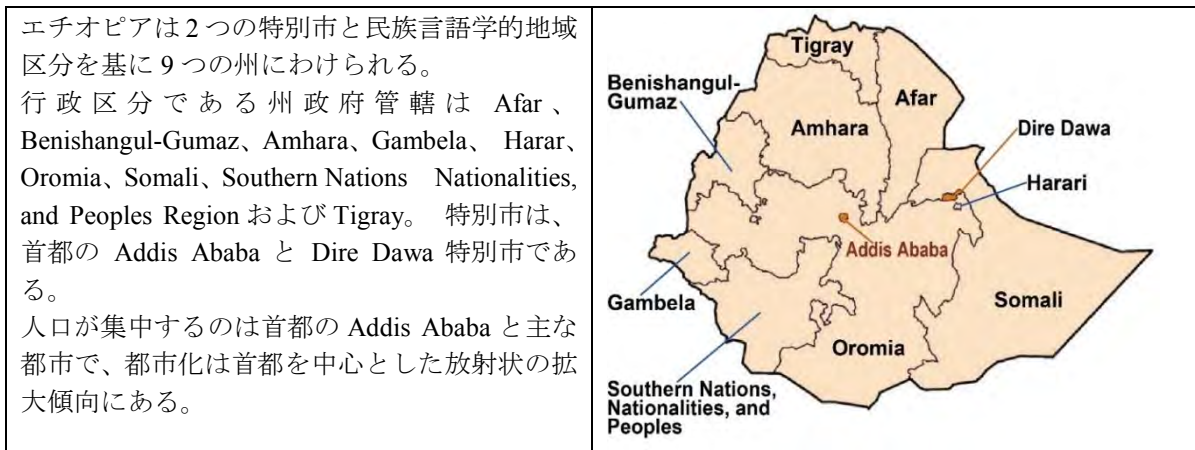 エチオピアは2つの特別市と民族言語学的地域
区分を基に9つの州にわけられる。
行政区分である州政府管轄は Afar、
Benishangul-Gumaz、Amhara、Gambela、 Harar、
Oromia、Somali、Southern Nations Nationalities,
and Peoples Region および Tigray。 特別市は、
首都の Addis Ababa と Dire Dawa 特別市であ
る。
人口が集中するのは首都の Addis Ababa と主な
都市で、都市化は首都を中心とした放射状の拡
大傾向にある。
Tigray
Benishangul-
Gumaz
Afar
Amhara
Dire Dawa
Harari
Addis Ababa
Gambela
Somali
Oromia
Southern Nations,
Nationalities, and
Peoples